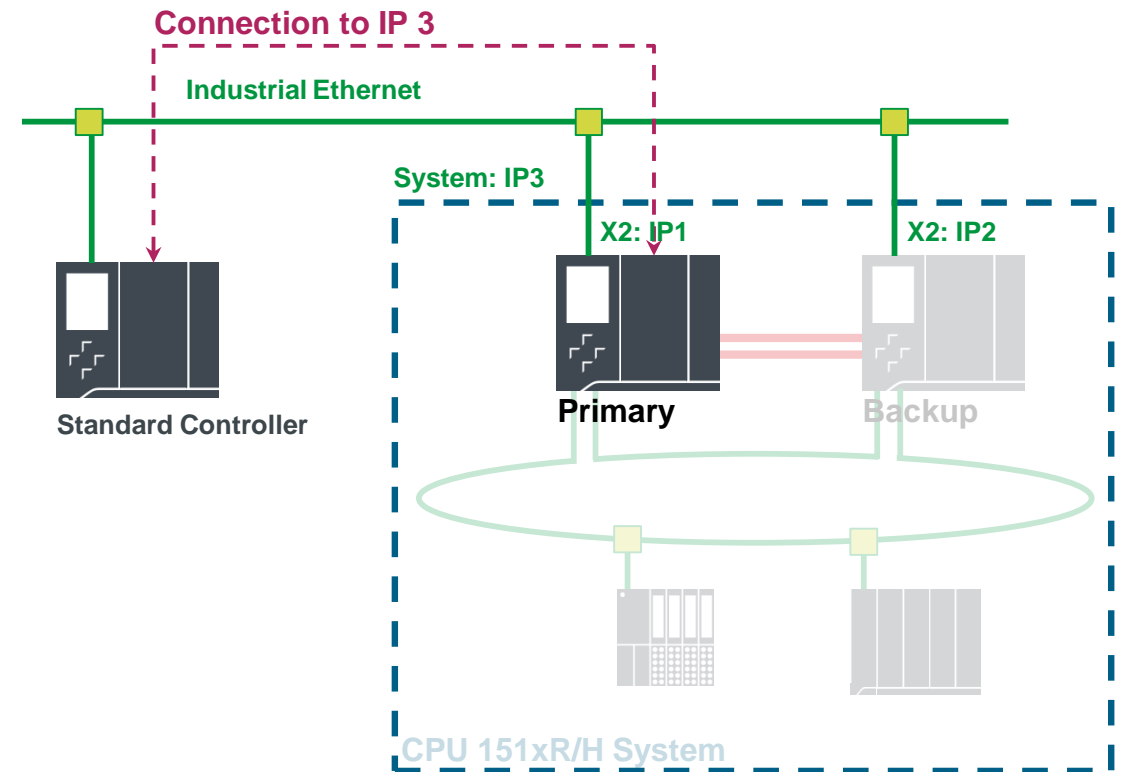 Connection to IP 3
Industrial Ethernet
System: IP3
X2: IP1
X2: IP2
Primary
Backup
Standard Controller
CPU 151xR/H System